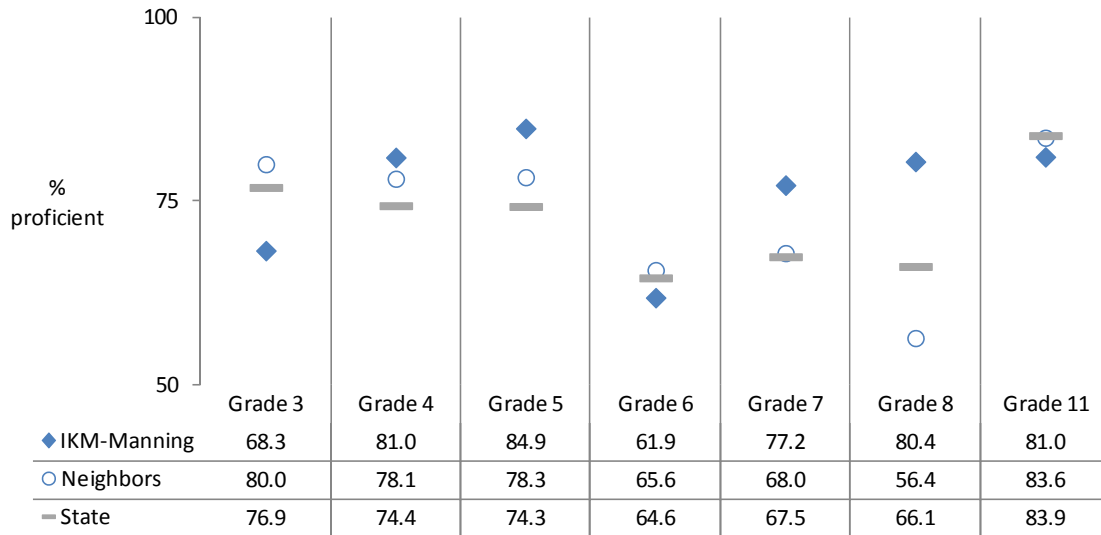 100
75
50
%
proficient
Grade 3 Grade 4 Grade 5 Grade 6 Grade 7 Grade 8 Grade 11
IKM-Manning 68.3 81.0 84.9 61.9 77.2 80.4 81.0
Neighbors 80.0 78.1 78.3 65.6 68.0 56.4 83.6
State 76.9 74.4 74.3 64.6 67.5 66.1 83.9